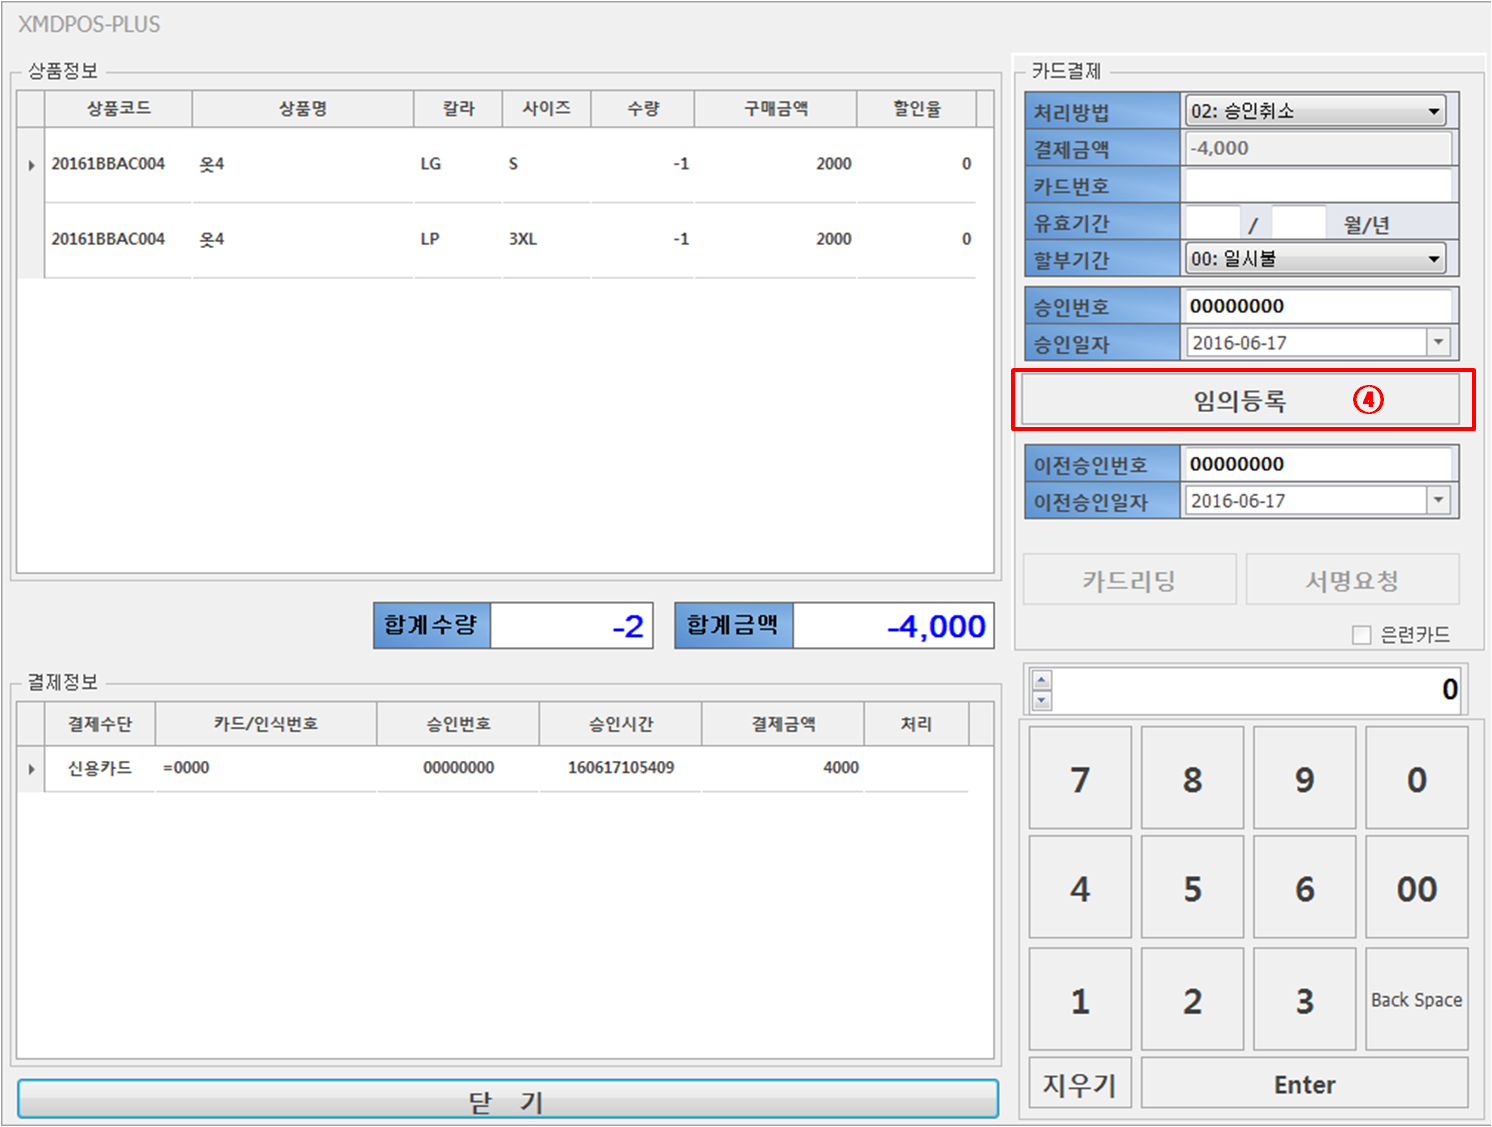 XMDPOS-PLUS
상품정보
상품코드 상품명 칼라 사이즈 수량 구매금액 할인율
20161BBAC004 옷4 LG S -1 2000 0
20161BBAC004 옷4 LP 3XL -1 2000 0
합계수량 -2 합계금액 -4,000
결제정보
결제수단 카드/인식번호 승인번호 승인시간 결제금액 처리
신용카드 =0000 00000000 160617105409 4000
닫 기
카드결제
처리방법 02: 승인취소
결제금액 -4,000
카드번호
유효기간 / 월/년
할부기간 00: 일시불
승인번호 00000000
승인일자 2016-06-17
임의등록 ④
이전승인번호 00000000
이전승인일자 2016-06-17
카드리딩 서명요청
은련카드
0
7 8 9 0
4 5 6 00
1 2 3 Back Space
지우기 Enter